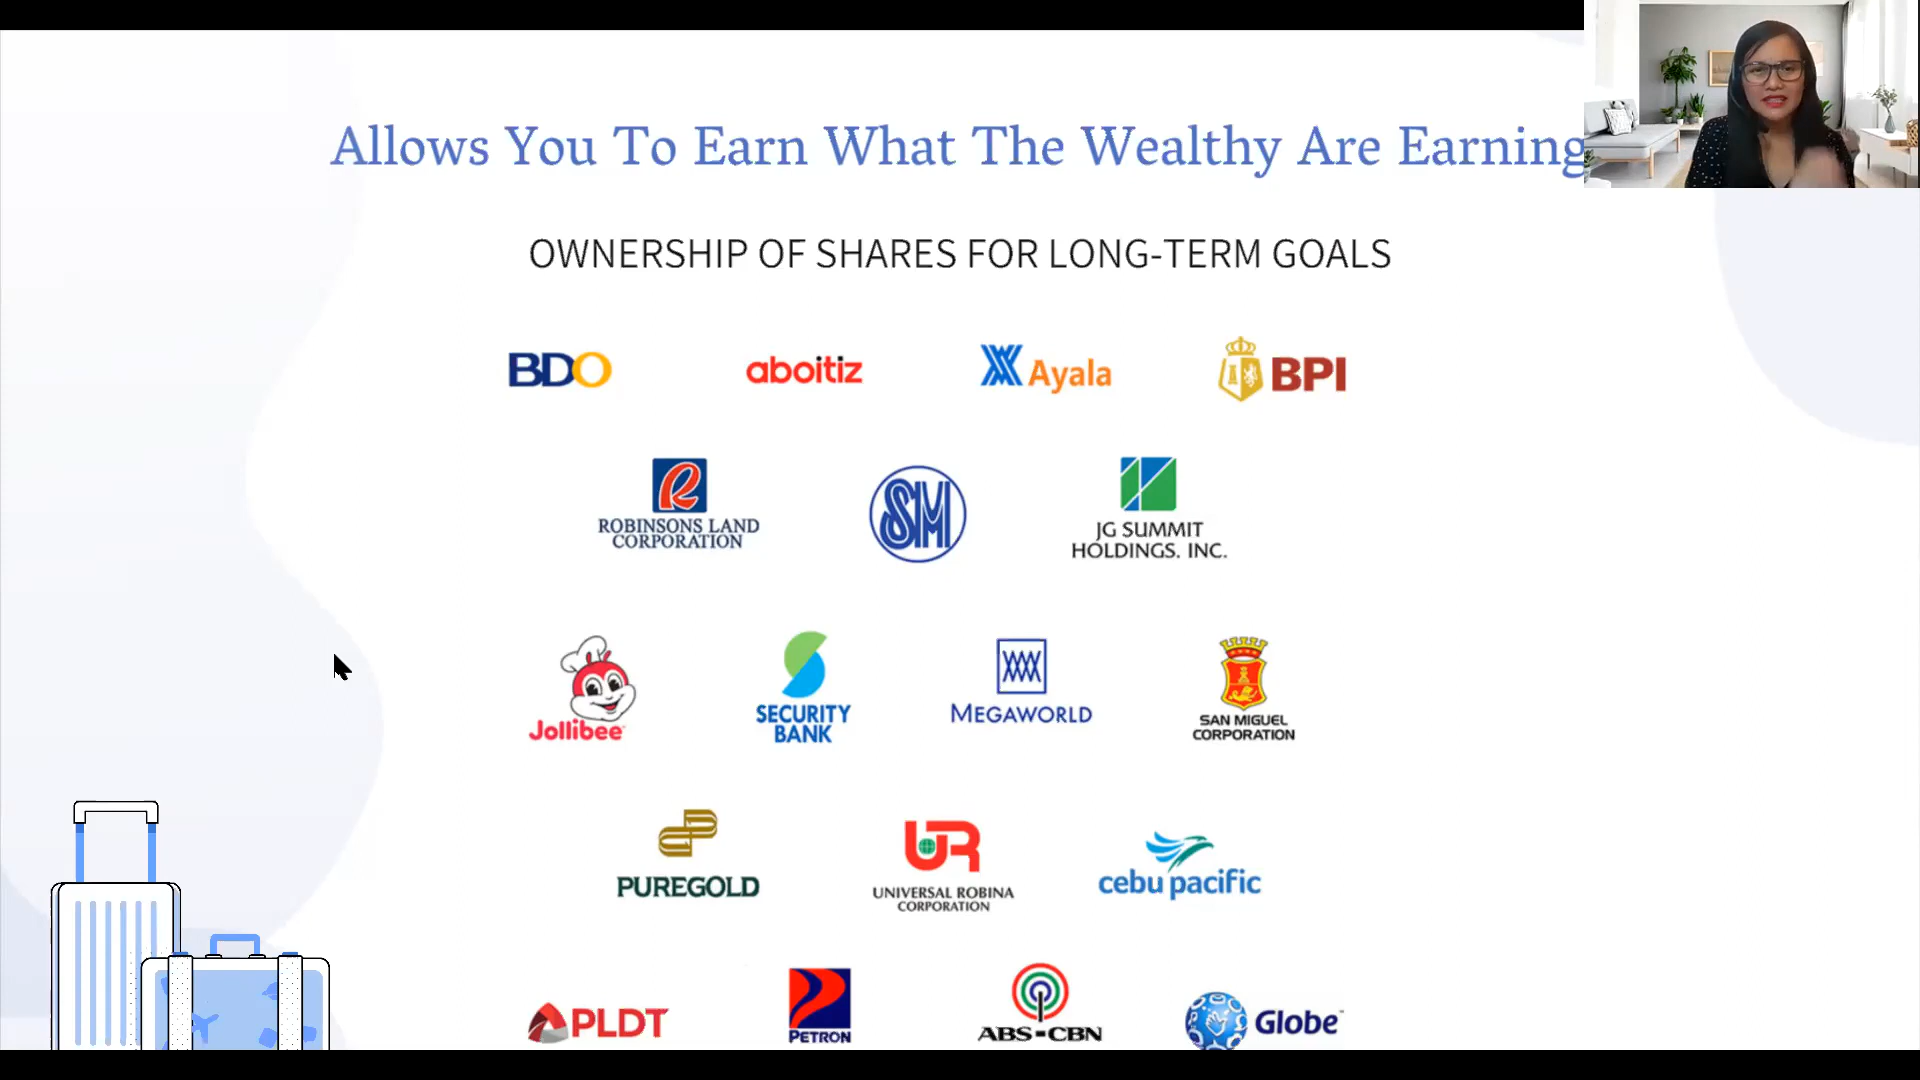 Allows You To Earn What The Wealthy Are Earning
OWNERSHIP OF SHARES FOR LONG-TERM GOALS
BDO
aboitiz
Ayala
BPI
R
ROBINSONS LAND
CORPORATION
SM
JG SUMMIT
HOLDINGS. INC.
Jollibee
SECURITY
BANK
MEGAWORLD
SAN MIGUEL
CORPORATION
PUREGOLD
UR
UNIVERSAL ROBINA
CORPORATION
cebu pacific
PLDT
PETRON
ABS-CBN
Globe